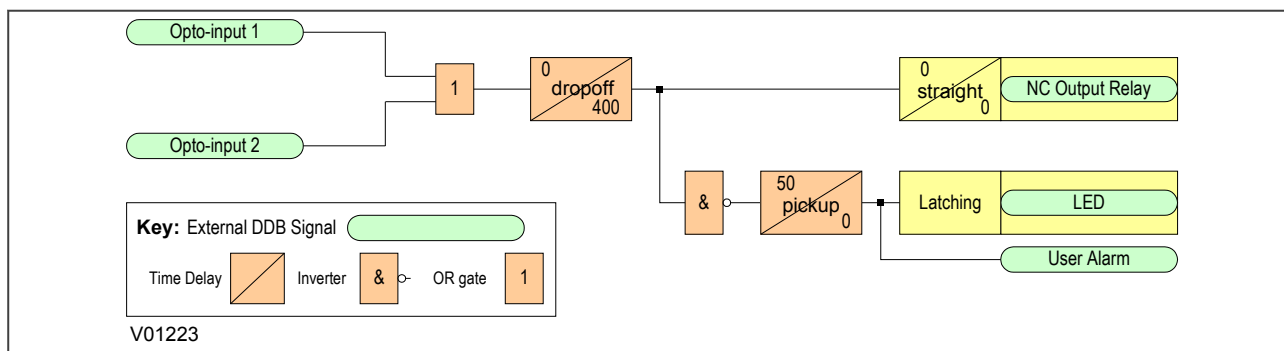 Opto-input 1
1
0
dropoff
400
0
straight
0
NC Output Relay
Opto-input 2
&
50
pickup
0
Latching
LED
User Alarm
Key: External DDB Signal
Time Delay
Inverter
&
OR gate
1
V01223